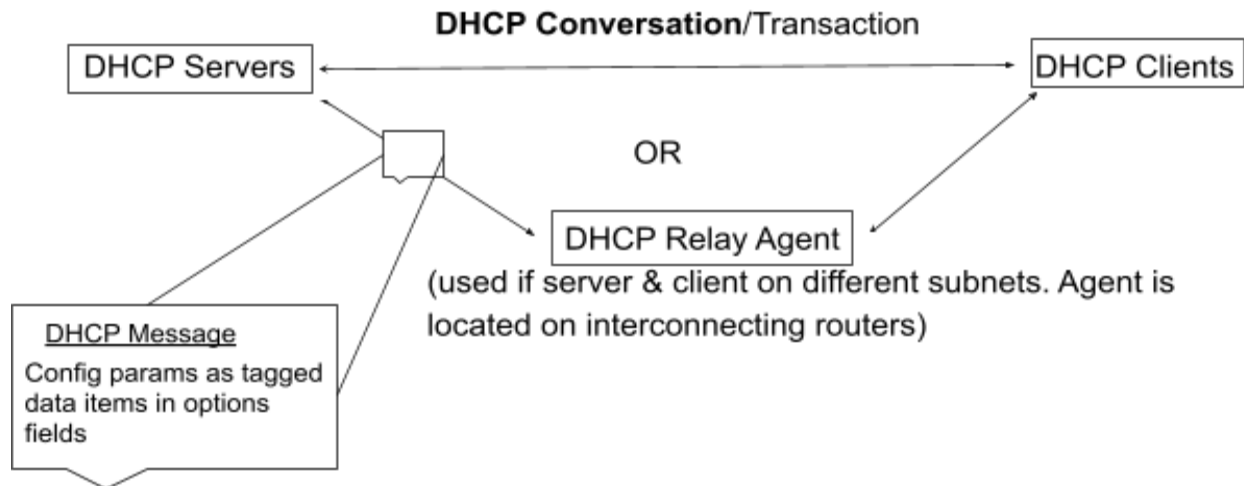 DHCP Conversation/Transaction
DHCP Servers
DHCP Clients
OR
DHCP Relay Agent
(used if server & client on different subnets. Agent is
located on interconnecting routers)
DHCP Message
Config params as tagged
data items in options
fields